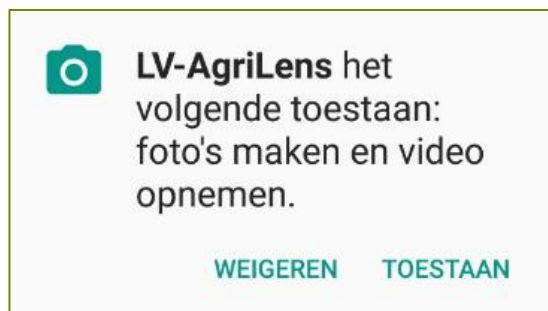 LV-AgriLens het
volgende toestaan:
foto's maken en video
opnemen.
WEIGEREN TOESTAAN